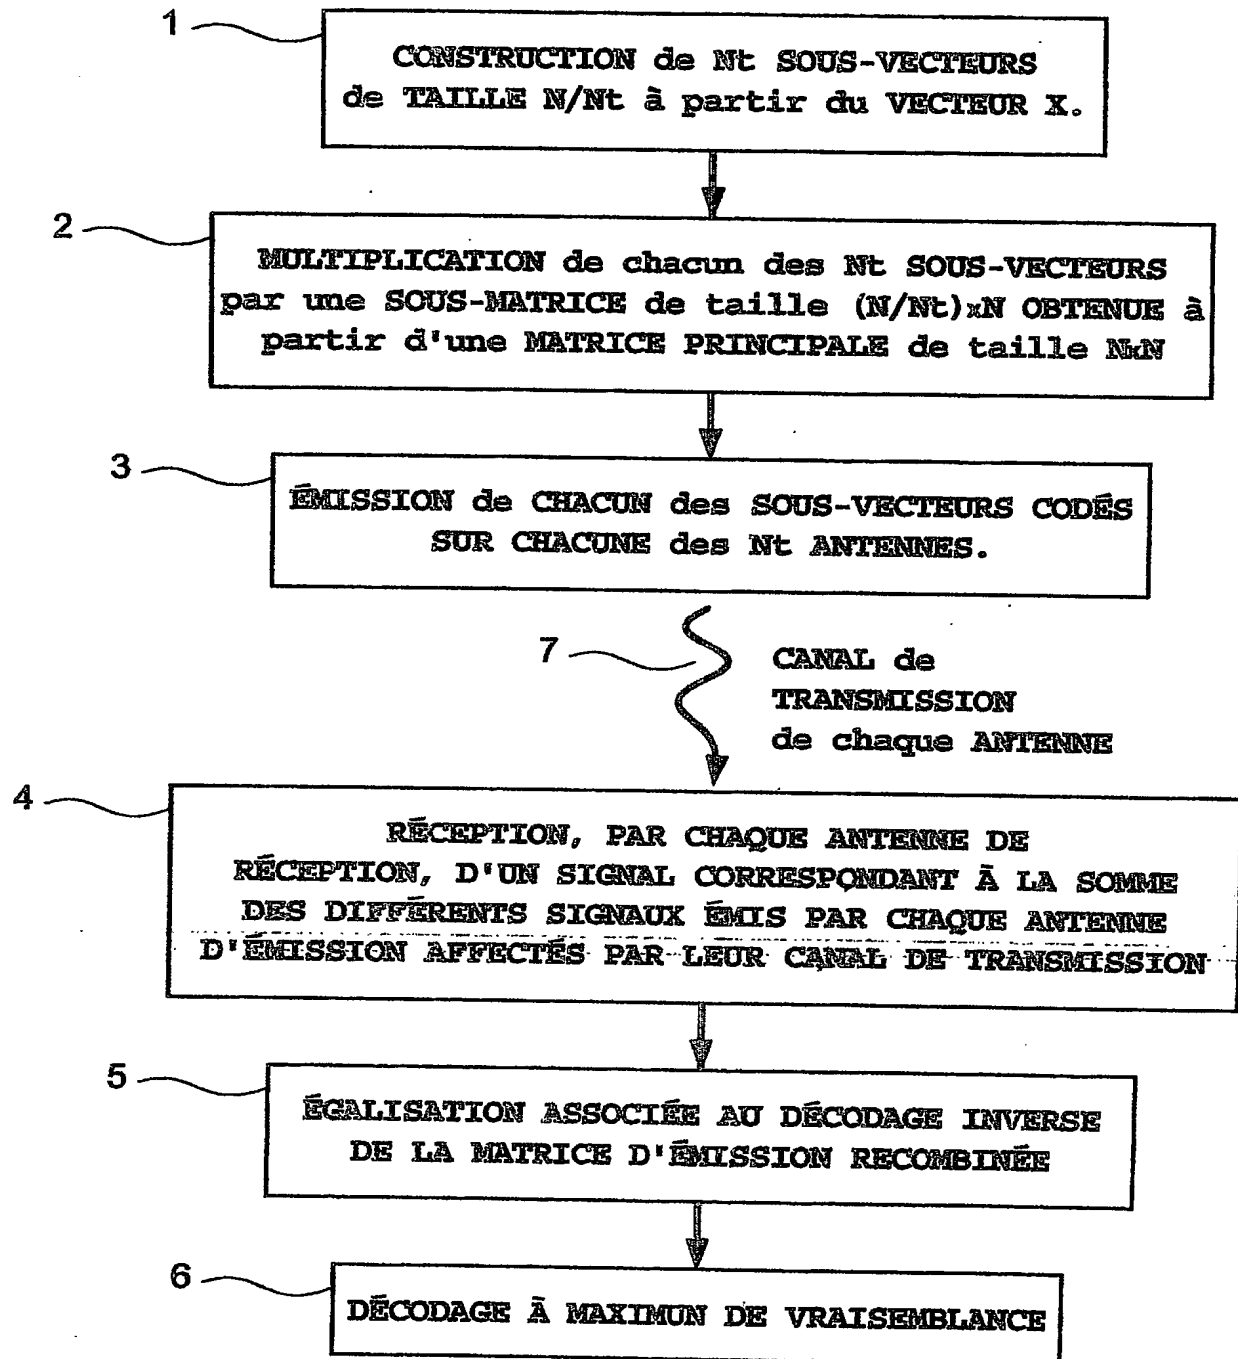 1
CONSTRUCTION de Nt SOUS-VECTEURS
de TAILLE N/Nt à partir du VECTEUR X.
2
MULTIPLICATION de chacun des Nt SOUS-VECTEURS
par une SOUS-MATRICE de taille (N/Nt)xN OBTENUE à
partir d'une MATRICE PRINCIPALE de taille NxN
3
ÉMISSION de CHACUN des SOUS-VECTEURS CODÉS
SUR CHACUNE des Nt ANTENNES.
7
CANAL de
TRANSMISSION
de chaque ANTENNE
4
RÉCEPTION, PAR CHAQUE ANTENNE DE
RÉCEPTION, D'UN SIGNAL CORRESPONDANT À LA SOMME
DES DIFFÉRENTS SIGNAUX ÉMIS PAR CHAQUE ANTENNE
D'ÉMISSION AFFECTÉS PAR LEUR CANAL DE TRANSMISSION
5
ÉGALISATION ASSOCIÉE AU DÉCODAGE INVERSE
DE LA MATRICE D'ÉMISSION RECOMBINÉE
6
DÉCODAGE À MAXIMUN DE VRAISEMBLANCE